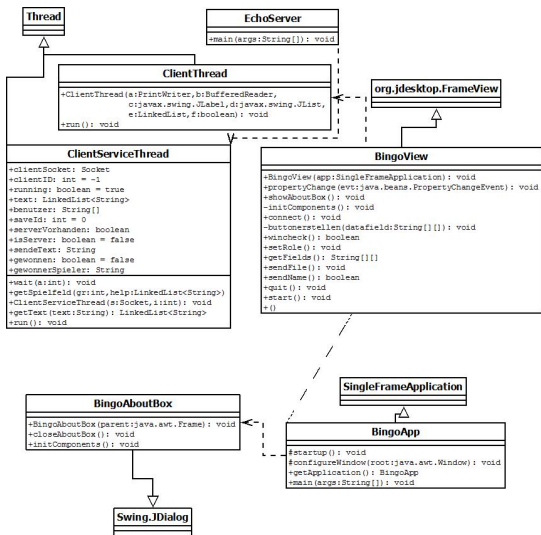 Thread
EchoServer
+main(args:String[]): void
ClientThread
+ClientThread(a:PrintWriter,b:BufferedReader,
c:javax.swing.JLabel,d:javax.swing.JList,
e:LinkedList,f:boolean): void
+run(): void
org.jdesktop.FrameView
ClientServiceThread
+clientSocket: Socket
+clientID: int = -1
+running: boolean = true
+text: LinkedList<String>
+benutzer: String[]
+saveId: int = 0
+serverVorhanden: boolean
+isServer: boolean = false
+sendeText: String
+gewonnen: boolean = false
+gewonnerSpieler: String
+wait(a:int): void
+getSpielfeld(gr:int,help:LinkedList<String>)
+ClientServiceThread(s:Socket,i:int): void
+getText(text:String): LinkedList<String>
+run(): void
BingoView
+BingoView(app:SingleFrameApplication): void
+propertyChange(evt:java.beans.PropertyChangeEvent): void
+showAboutBox(): void
-initComponents(): void
+connect(): void
-buttonerstellen(datafield:String[][]): void
+wincheck(): boolean
+setRole(): void
+getFields(): String[][]
+sendFile(): void
+sendName(): boolean
+quit(): void
+start(): void
+()
SingleFrameApplication
BingoAboutBox
+BingoAboutBox(parent:java.awt.Frame): void
+closeAboutBox(): void
+initComponents(): void
BingoApp
#startup(): void
#configureWindow(root:java.awt.Window): void
+getApplication(): BingoApp
+main(args:String[]): void
Swing.JDialog